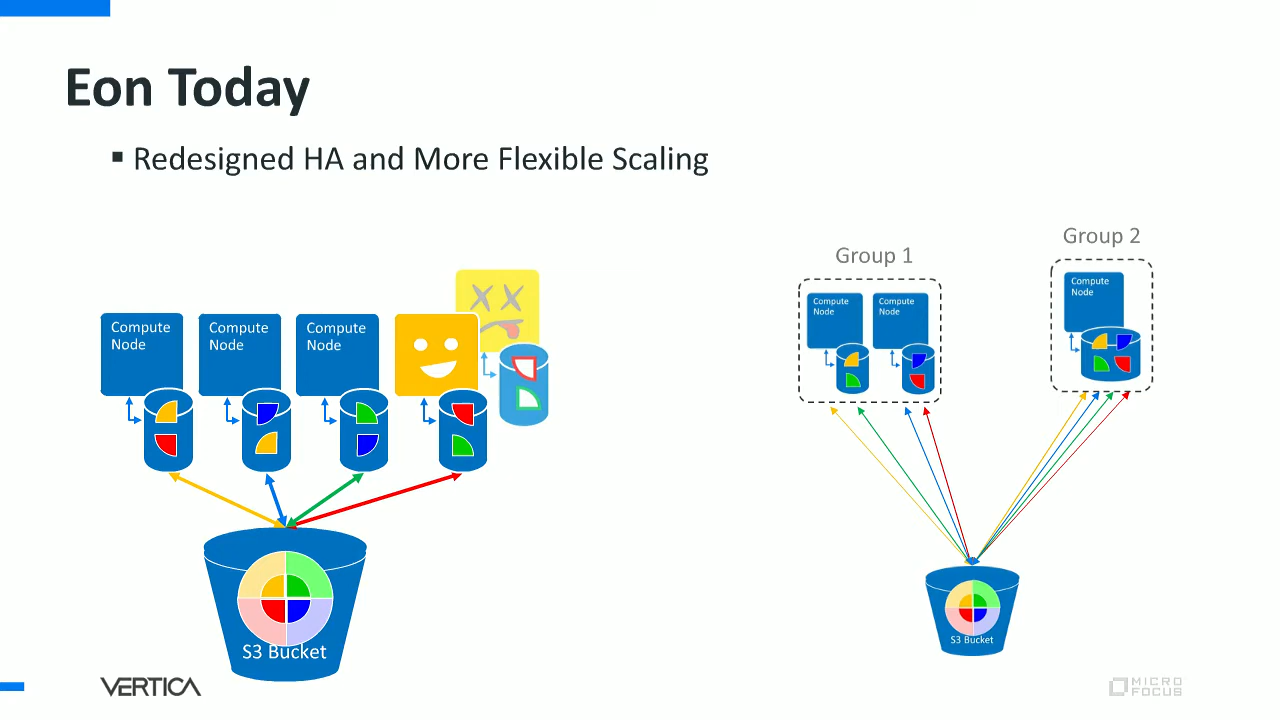 Eon Today
▪ Redesigned HA and More Flexible Scaling
Compute
Node
Compute
Node
Compute
Node
S3 Bucket
Group 1
Compute
Node
Compute
Node
Group 2
Compute
Node
S3 Bucket
VERTICA
MICRO
FOCUS